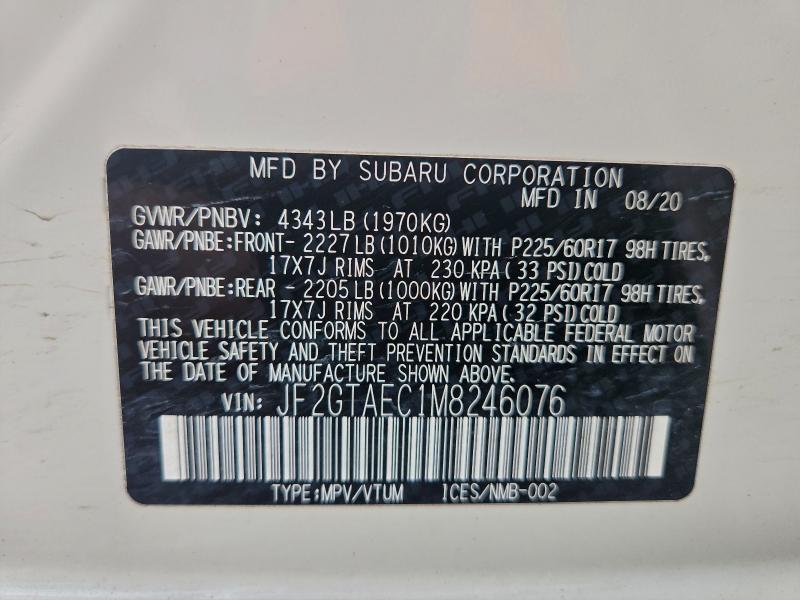 MFD BY SUBARU CORPORATION
MFD IN 08/20
GVWR/PNBV: 4343LB (1970KG)
GAWR/PNBE:FRONT- 2227LB (1010KG) WITH P225/60R17 98H TIRES,
17X7J RIMS AT 230 KPA ( 33 PSI) COLD
GAWR/PNBE:REAR - 2205LB (1000KG) WITH P225/60R17 98H TIRES,
17X7J RIMS AT 220 KPA ( 32 PSI) COLD
THIS VEHICLE CONFORMS TO ALL APPLICABLE FEDERAL MOTOR
VEHICLE SAFETY AND THEFT PREVENTION STANDARDS IN EFFECT ON
THE DATE OF MANUFACTURE SHOWN ABOVE.
VIN: JF2GTAEC1M8246076
TYPE:MPV/VTUM ICES/NMB-002